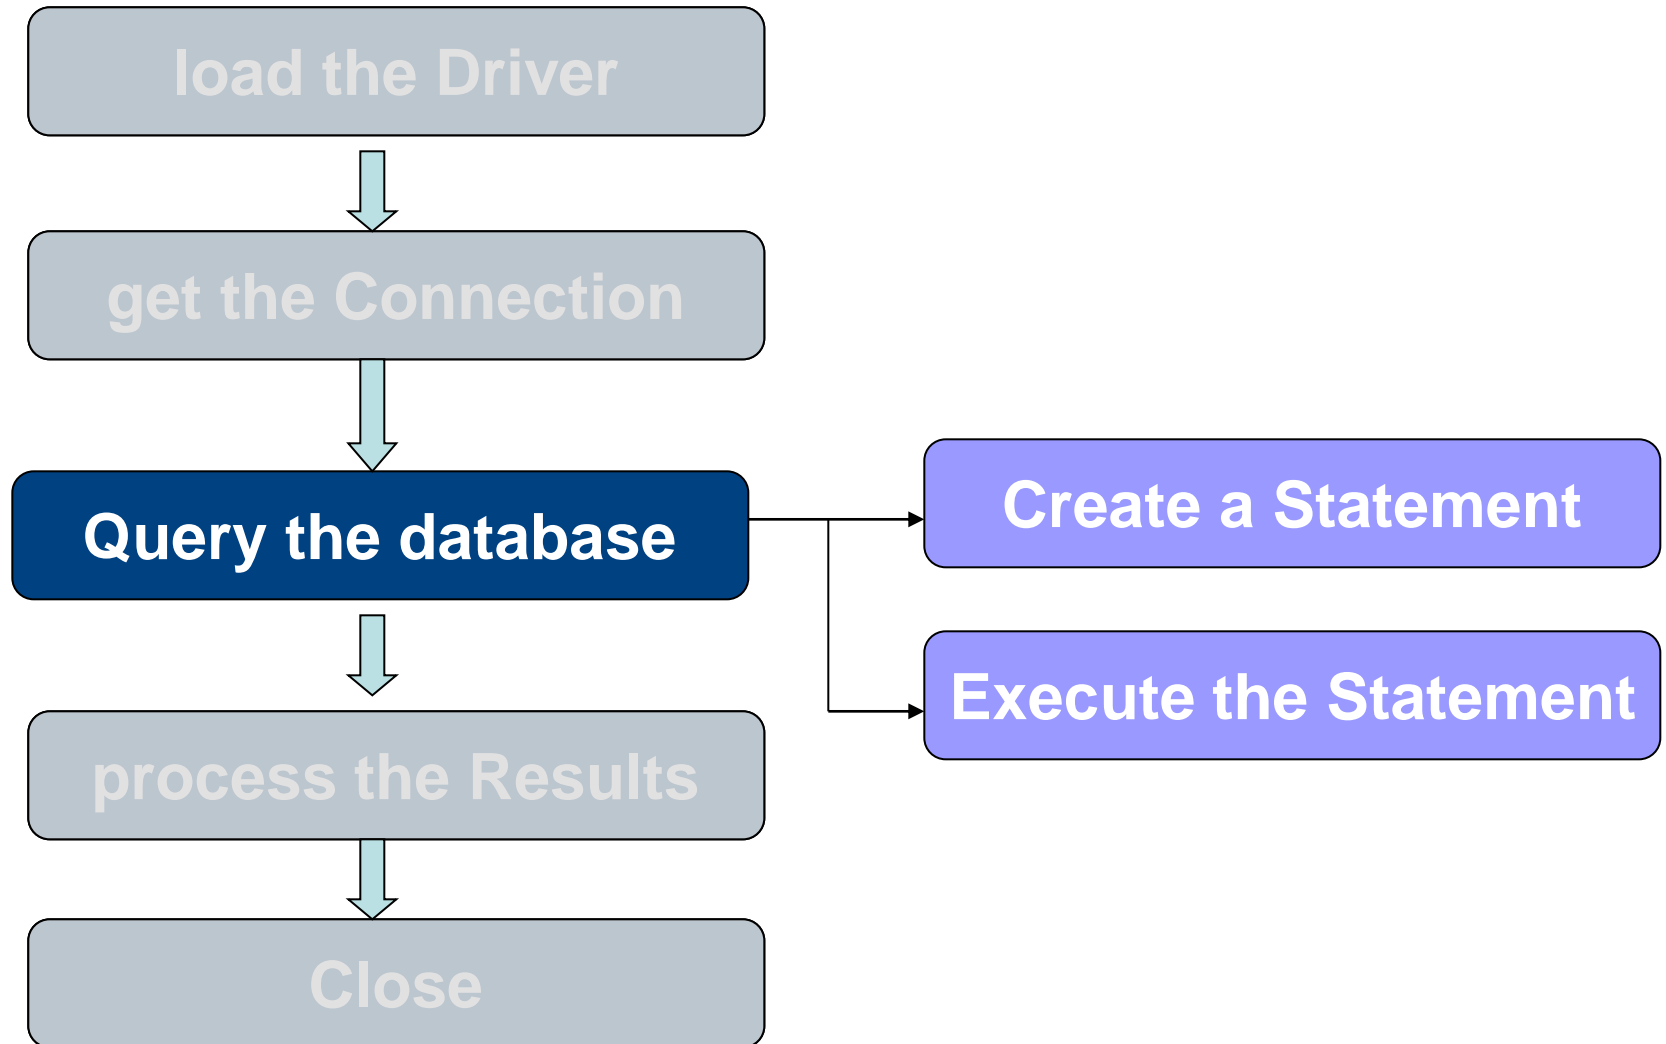 load the Driver
get the Connection
Query the database
Create a Statement
Execute the Statement
process the Results
Close